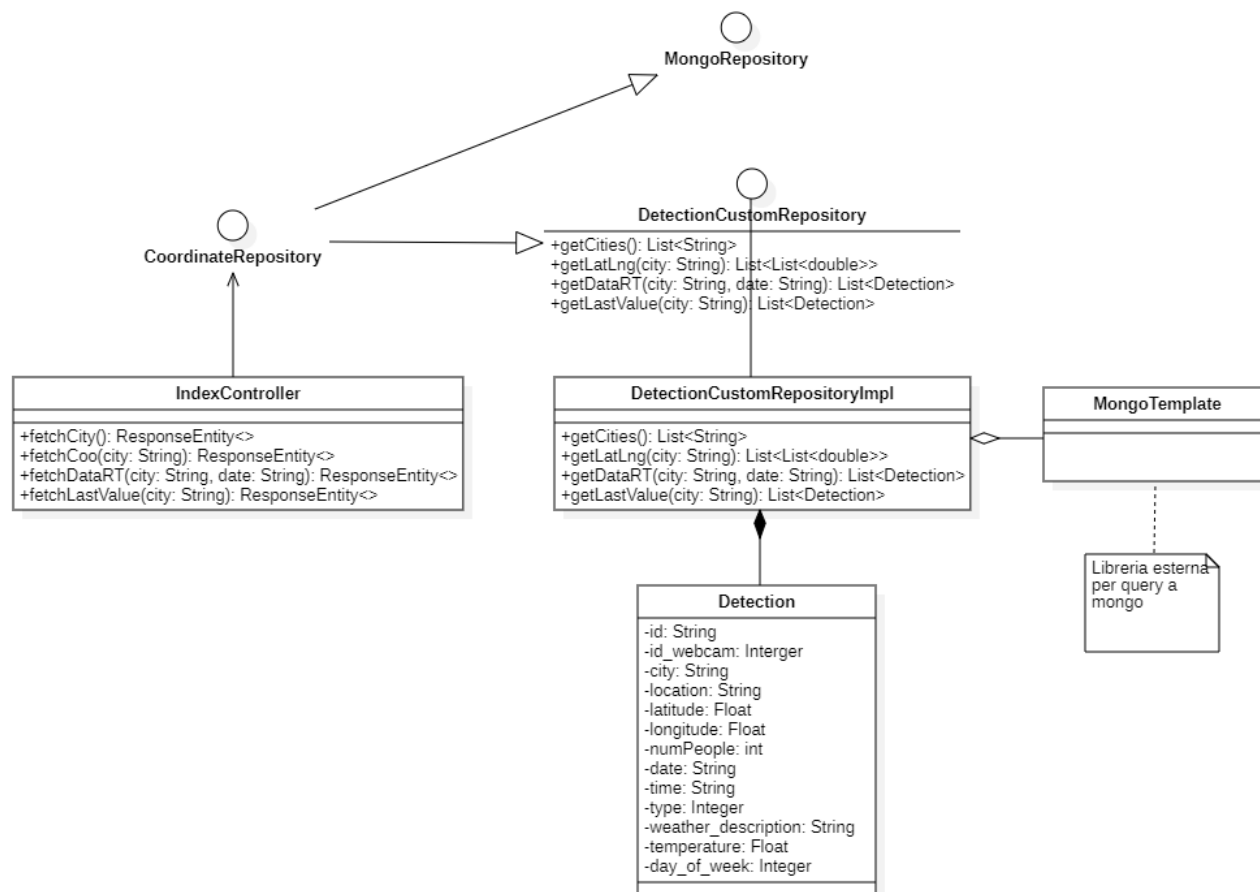 MongoRepository
DetectionCustomRepository
+getCities(): List<String>
+getLatLng(city: String): List<List<double>>
+getDataRT(city: String, date: String): List<Detection>
+getLastValue(city: String): List<Detection>
CoordinateRepository
IndexController
+fetchCity(): ResponseEntity<>
+fetchCoo(city: String): ResponseEntity<>
+fetchDataRT(city: String, date: String): ResponseEntity<>
+fetchLastValue(city: String): ResponseEntity<>
DetectionCustomRepositoryImpl
+getCities(): List<String>
+getLatLng(city: String): List<List<double>>
+getDataRT(city: String, date: String): List<Detection>
+getLastValue(city: String): List<Detection>
MongoTemplate
Libreria esterna
per query a
mongo
Detection
-id: String
-id_webcam: Interger
-city: String
-location: String
-latitude: Float
-longitude: Float
-numPeople: int
-date: String
-time: String
-type: Integer
-weather_description: String
-temperature: Float
-day_of_week: Integer